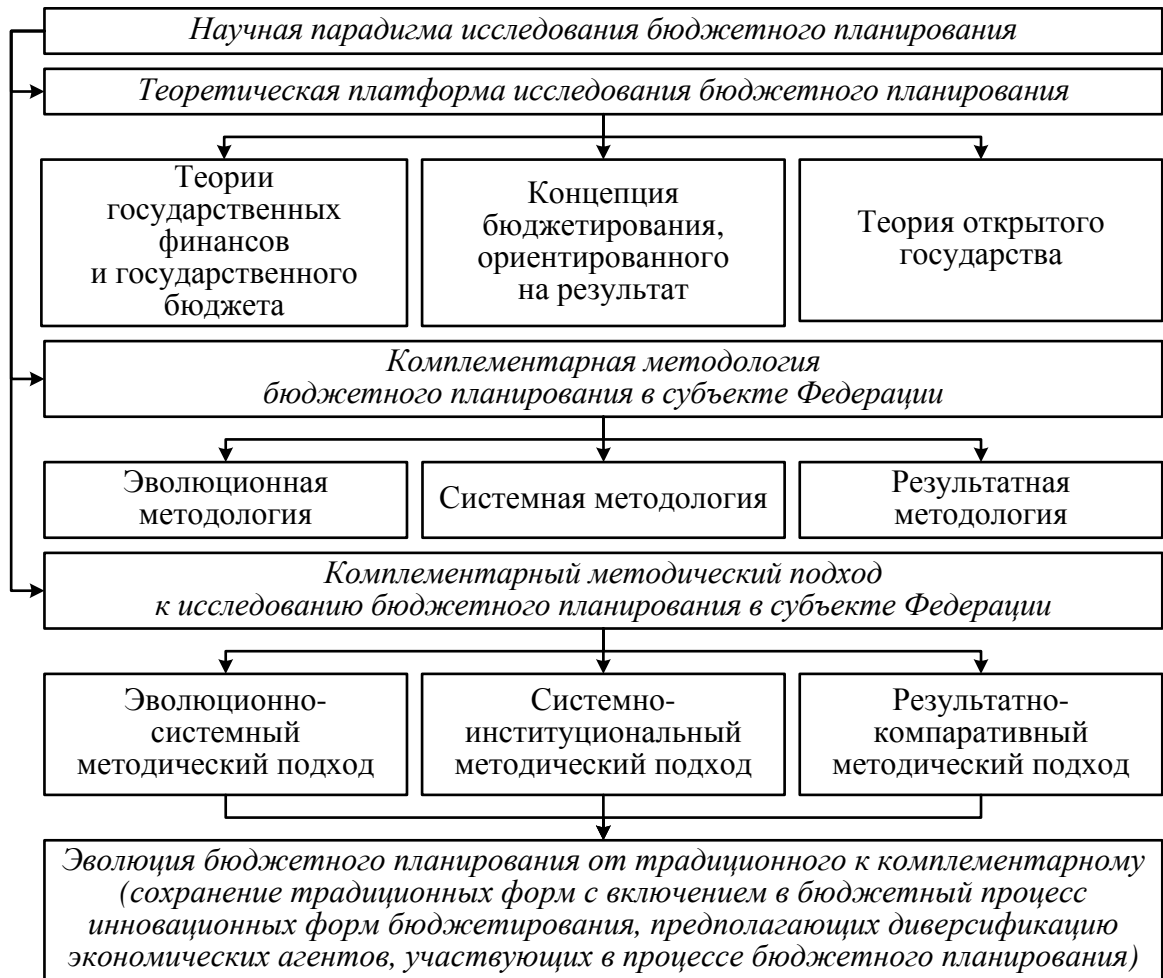 Научная парадигма исследования бюджетного планирования
Теоретическая платформа исследования бюджетного планирования
Теории
государственных
финансов
и государственного
бюджета
Концепция
бюджетирования,
ориентированного
на результат
Теория открытого
государства
Комплементарная методология
бюджетного планирования в субъекте Федерации
Эволюционная
методология
Системная методология
Результатная
методология
Комплементарный методический подход
к исследованию бюджетного планирования в субъекте Федерации
Эволюционно-
системный
методический подход
Системно-
институциональный
методический подход
Результатно-
компаративный
методический подход
Эволюция бюджетного планирования от традиционного к комплементарному
(сохранение традиционных форм с включением в бюджетный процесс
инновационных форм бюджетирования, предполагающих диверсификацию
экономических агентов, участвующих в процессе бюджетного планирования)